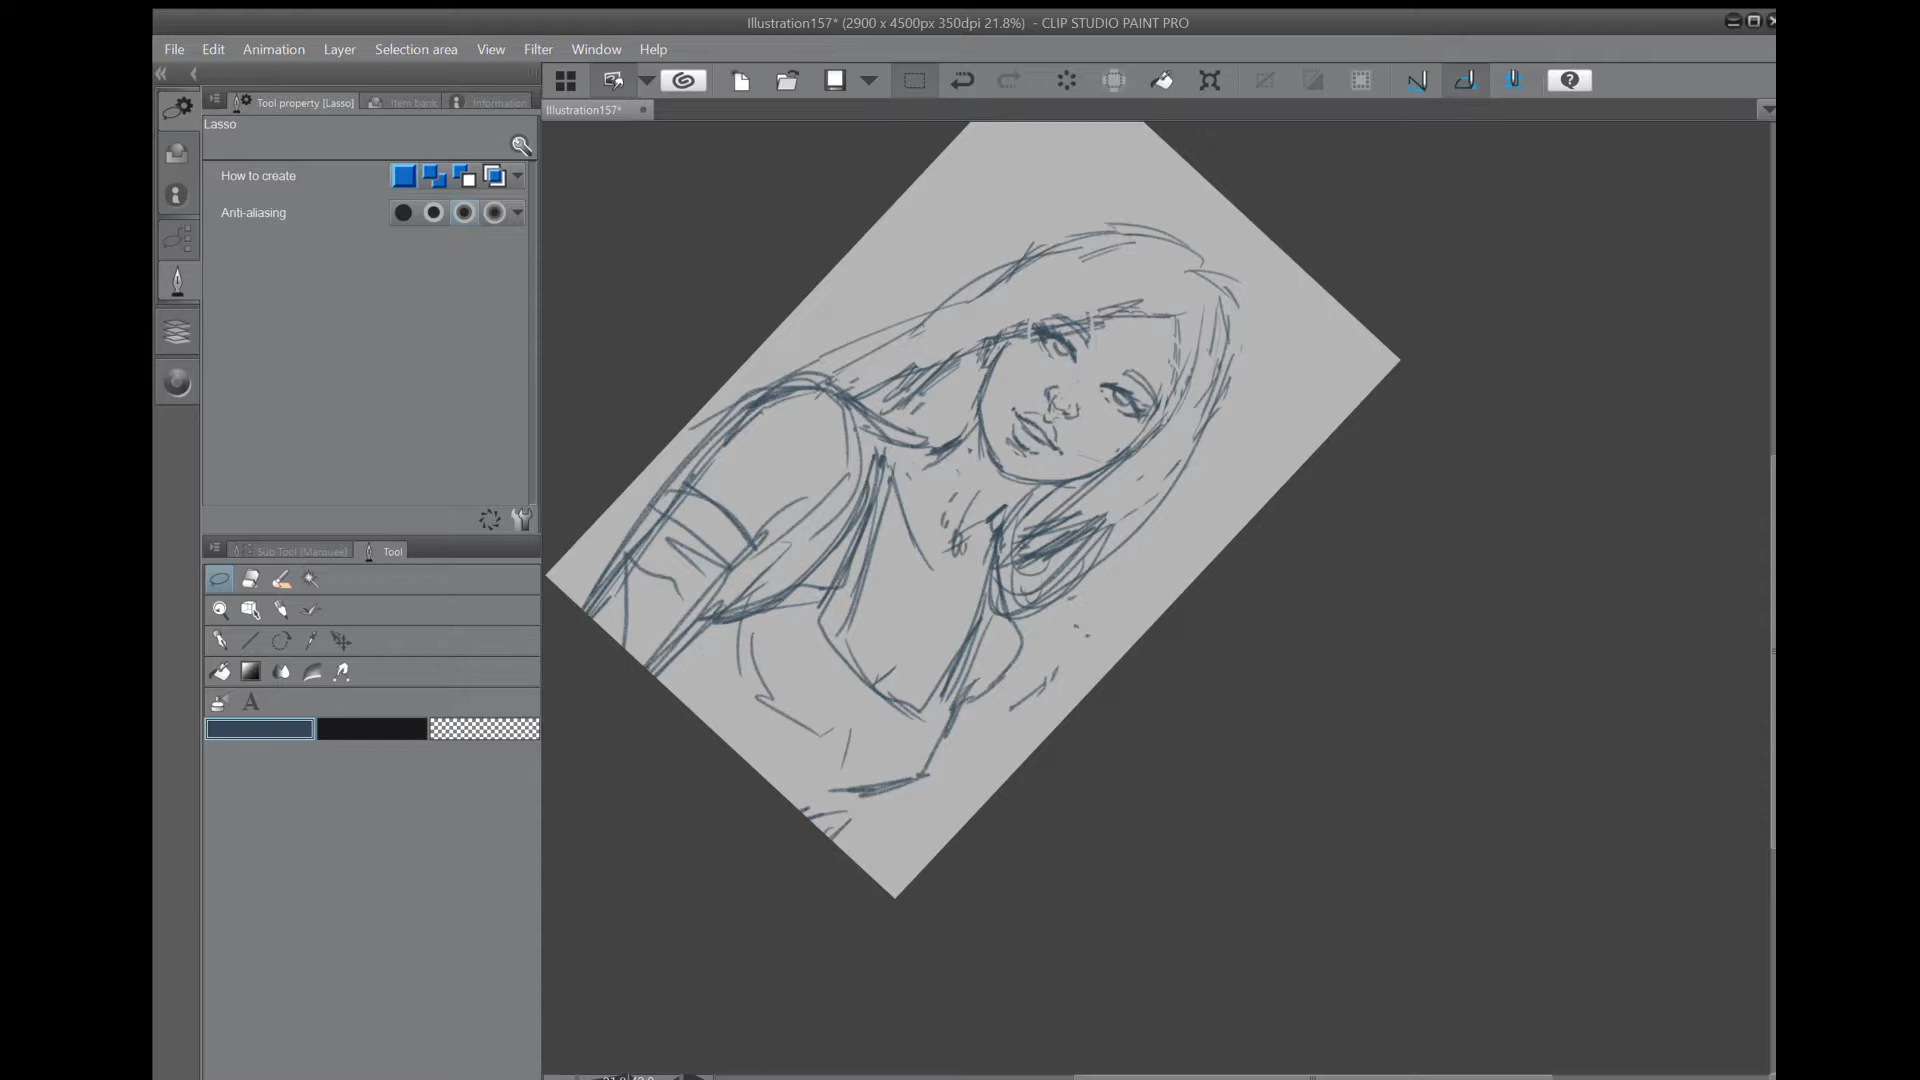 Illustration157* (2900 x 4500px 350dpi 21.8%) - CLIP STUDIO PAINT PRO
File Edit Animation Layer Selection area View Filter Window Help
Tool property [Lasso] Item bank Information
Illustration157*
Lasso
How to create
Anti-aliasing
Sub Tool [Marquee] Tool
A